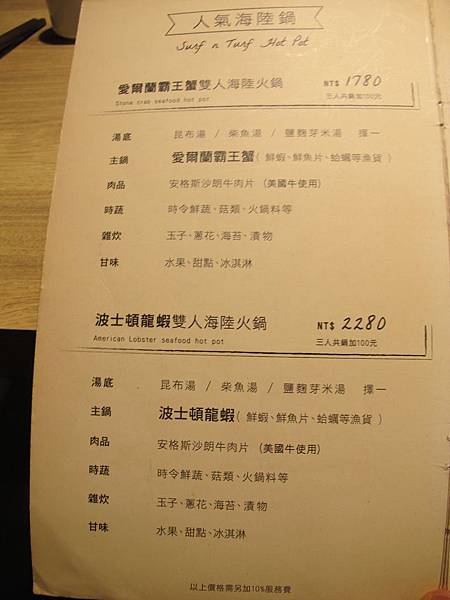 人氣海陸鍋
Surf n Turf Hot Pot
愛爾蘭霸王蟹雙人海陸火鍋 NT$ 1780
Stone crab seafood hot pot 三人共鍋加100元
湯底 昆布湯 / 柴魚湯 / 鹽麴芽米湯 擇一
主鍋 愛爾蘭霸王蟹( 鮮蝦、鮮魚片、蛤蠣等漁貨 )
肉品 安格斯沙朗牛肉片 (美國牛使用)
時蔬 時令鮮蔬、菇類、火鍋料等
雜炊 玉子、蔥花、海苔、漬物
甘味 水果、甜點、冰淇淋
波士頓龍蝦雙人海陸火鍋 NT$ 2280
American Lobster seafood hot pot 三人共鍋加100元
湯底 昆布湯 / 柴魚湯 / 鹽麴芽米湯 擇一
主鍋 波士頓龍蝦( 鮮蝦、鮮魚片、蛤蠣等漁貨 )
肉品 安格斯沙朗牛肉片 (美國牛使用)
時蔬 時令鮮蔬、菇類、火鍋料等
雜炊 玉子、蔥花、海苔、漬物
甘味 水果、甜點、冰淇淋
以上價格需另加10%服務費